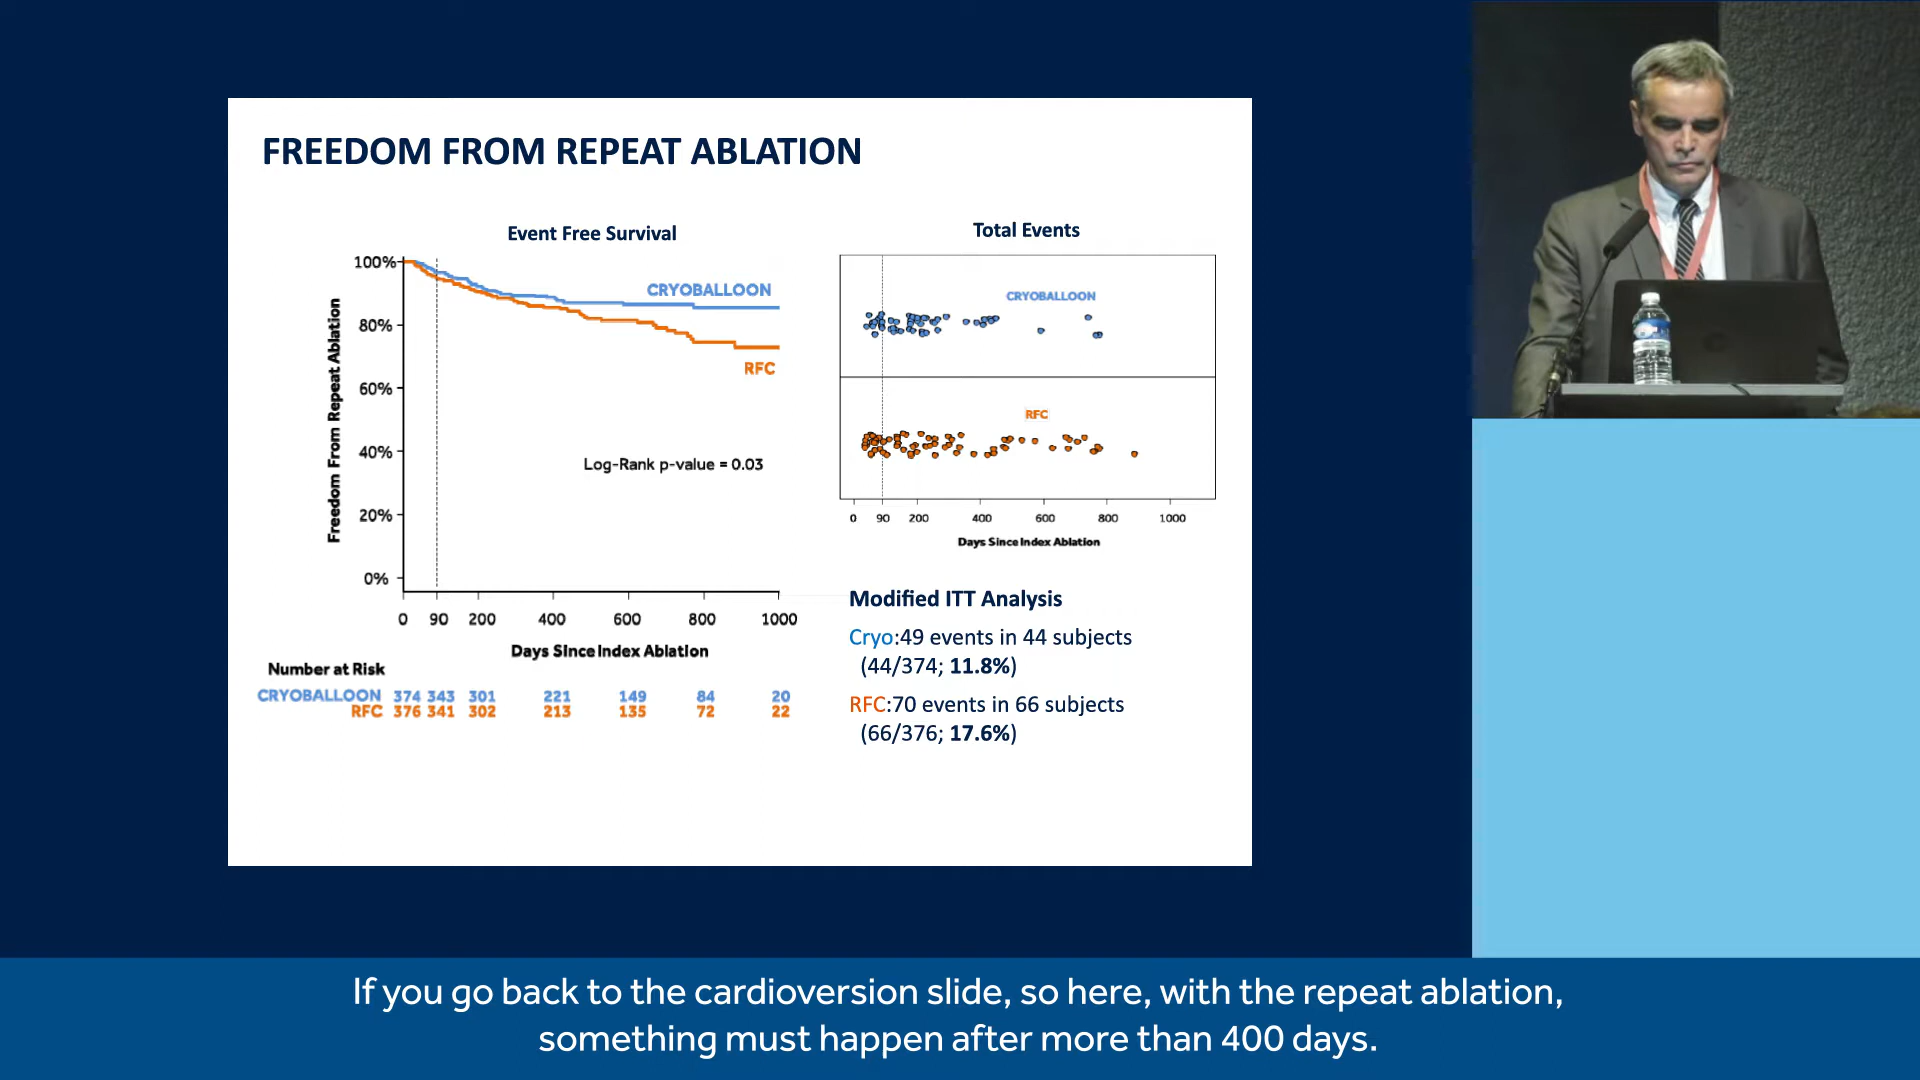 FREEDOM FROM REPEAT ABLATION
Event Free Survival
100%
80%
60%
40%
20%
0%
Freedom From Repeat Ablation
CRYOBALLOON
RFC
Log-Rank p-value = 0.03
0 90 200 400 600 800 1000
Days Since Index Ablation
Number at Risk
CRYOBALLOON 374 343 301 221 149 84 20
RFC 376 341 302 213 135 72 22
Total Events
CRYOBALLOON
RFC
0 90 200 400 600 800 1000
Days Since Index Ablation
Modified ITT Analysis
Cryo:49 events in 44 subjects
(44/374; 11.8%)
RFC:70 events in 66 subjects
(66/376; 17.6%)
If you go back to the cardioversion slide, so here, with the repeat ablation,
something must happen after more than 400 days.